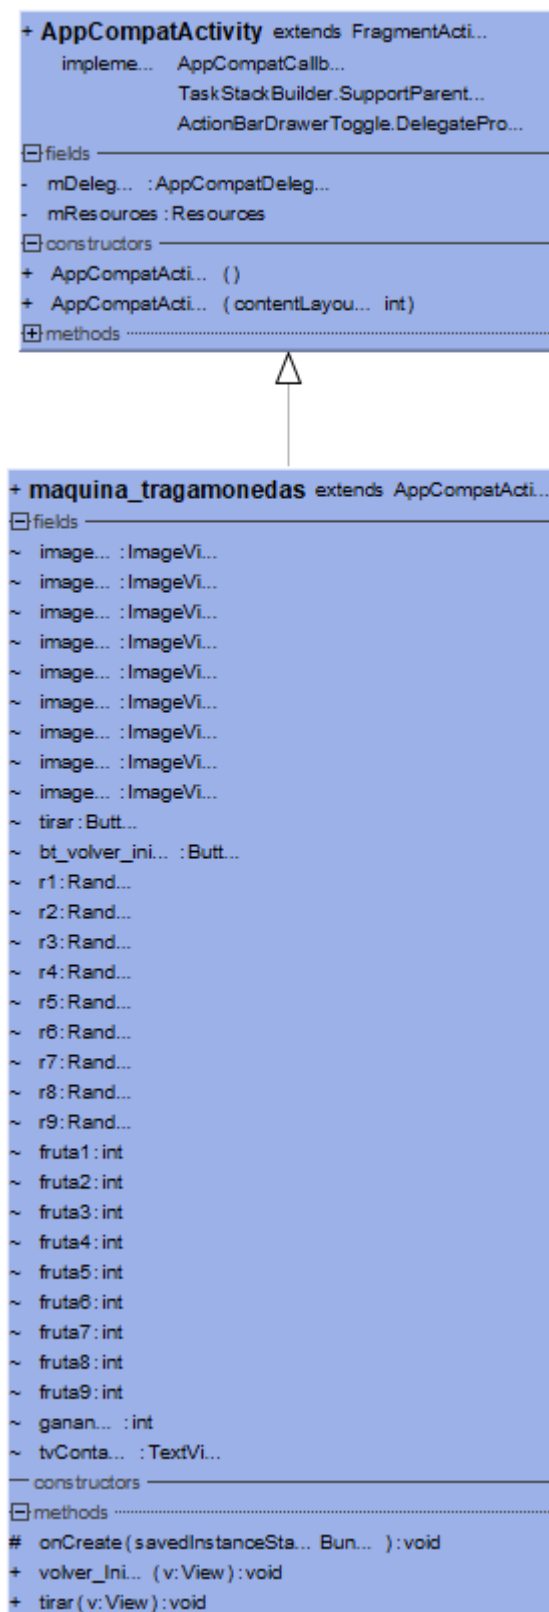 + AppCompatActivity extends FragmentActi...
impleme... AppCompatCallb...
TaskStackBuilder.SupportParent...
ActionBarDrawerToggle.DelegatePro...
fields
- mDeleg... : AppCompatDeleg...
- mResources : Resources
constructors
+ AppCompatActi... ()
+ AppCompatActi... ( contentLayou... int)
methods
+ maquina_tragamonedas extends AppCompatActi...
fields
~ image... : ImageVi...
~ image... : ImageVi...
~ image... : ImageVi...
~ image... : ImageVi...
~ image... : ImageVi...
~ image... : ImageVi...
~ image... : ImageVi...
~ image... : ImageVi...
~ image... : ImageVi...
~ tirar : Butt...
~ bt_volver_ini... : Butt...
~ r1 : Rand...
~ r2 : Rand...
~ r3 : Rand...
~ r4 : Rand...
~ r5 : Rand...
~ r6 : Rand...
~ r7 : Rand...
~ r8 : Rand...
~ r9 : Rand...
~ fruta1 : int
~ fruta2 : int
~ fruta3 : int
~ fruta4 : int
~ fruta5 : int
~ fruta6 : int
~ fruta7 : int
~ fruta8 : int
~ fruta9 : int
~ ganan... : int
~ tvConta... : TextVi...
constructors
methods
# onCreate ( savedInstanceSta... Bun... ) : void
+ volver_Ini... ( v: View ) : void
+ tirar ( v: View ) : void